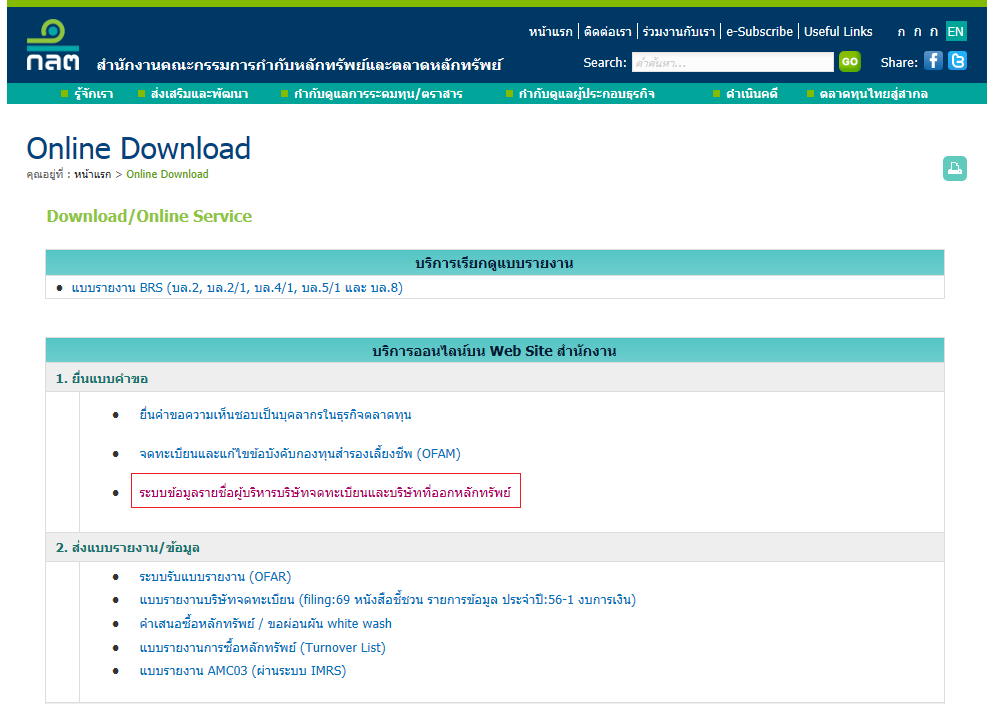 หน้าแรก | ติดต่อเรา | ร่วมงานกับเรา | e-Subscribe | Useful Links ก ก ก EN
กลต สำนักงานคณะกรรมการกำกับหลักทรัพย์และตลาดหลักทรัพย์
Search: คำค้นหา... GO Share:
รู้จักเรา ส่งเสริมและพัฒนา กำกับดูแลการระดมทุน/ตราสาร กำกับดูแลผู้ประกอบธุรกิจ ดำเนินคดี ตลาดทุนไทยสู่สากล
Online Download
คุณอยู่ที่ : หน้าแรก > Online Download
Download/Online Service
บริการเรียกดูแบบรายงาน
• แบบรายงาน BRS (บล.2, บล.2/1, บล.4/1, บล.5/1 และ บล.8)
บริการออนไลน์บน Web Site สำนักงาน
1. ยื่นแบบคำขอ
• ยื่นคำขอความเห็นชอบเป็นบุคลากรในธุรกิจตลาดทุน
• จดทะเบียนและแก้ไขข้อบังคับกองทุนสำรองเลี้ยงชีพ (OFAM)
• ระบบข้อมูลรายชื่อผู้บริหารบริษัทจดทะเบียนและบริษัทที่ออกหลักทรัพย์
2. ส่งแบบรายงาน/ข้อมูล
• ระบบรับแบบรายงาน (OFAR)
• แบบรายงานบริษัทจดทะเบียน (filing:69 หนังสือชี้ชวน รายการข้อมูล ประจำปี:56-1 งบการเงิน)
• คำเสนอซื้อหลักทรัพย์ / ขอผ่อนผัน white wash
• แบบรายงานการซื้อหลักทรัพย์ (Turnover List)
• แบบรายงาน AMC03 (ผ่านระบบ IMRS)